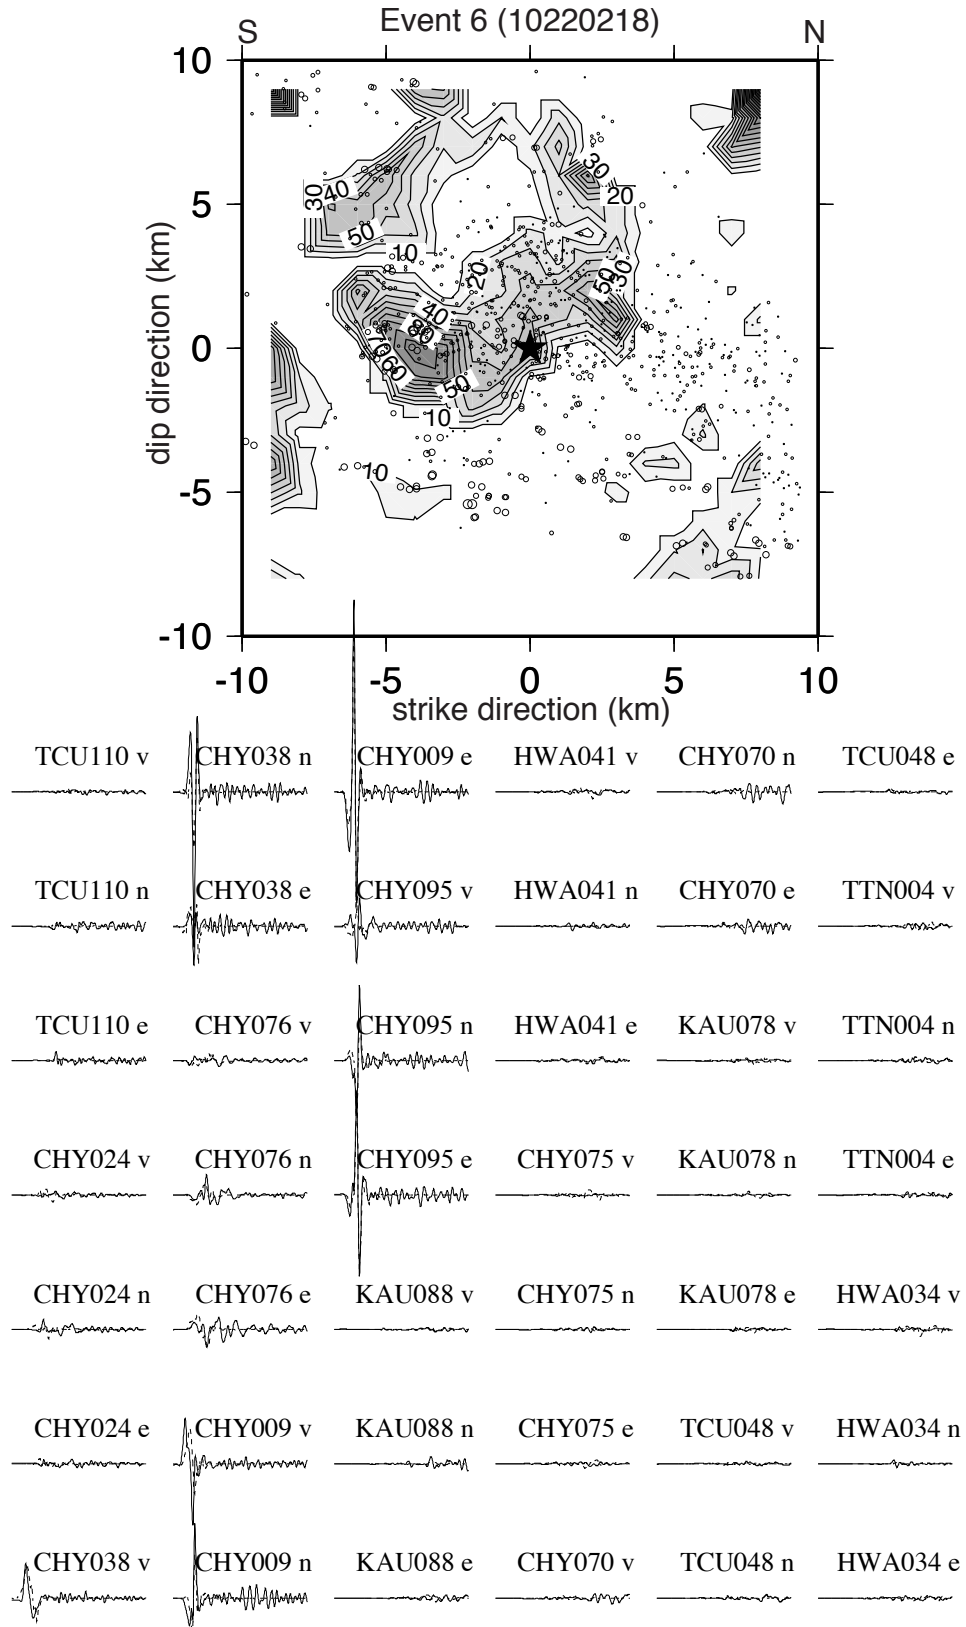 Event 6 (10220218)
S N
10
5
0
-5
-10
dip direction (km)
30
40
50
10
30
20
20
50
30
40
80
70
60
50
10
10
-10 -5 0 5 10
strike direction (km)
TCU110 v CHY038 n CHY009 e HWA041 v CHY070 n TCU048 e
TCU110 n CHY038 e CHY095 v HWA041 n CHY070 e TTN004 v
TCU110 e CHY076 v CHY095 n HWA041 e KAU078 v TTN004 n
CHY024 v CHY076 n CHY095 e CHY075 v KAU078 n TTN004 e
CHY024 n CHY076 e KAU088 v CHY075 n KAU078 e HWA034 v
CHY024 e CHY009 v KAU088 n CHY075 e TCU048 v HWA034 n
CHY038 v CHY009 n KAU088 e CHY070 v TCU048 n HWA034 e